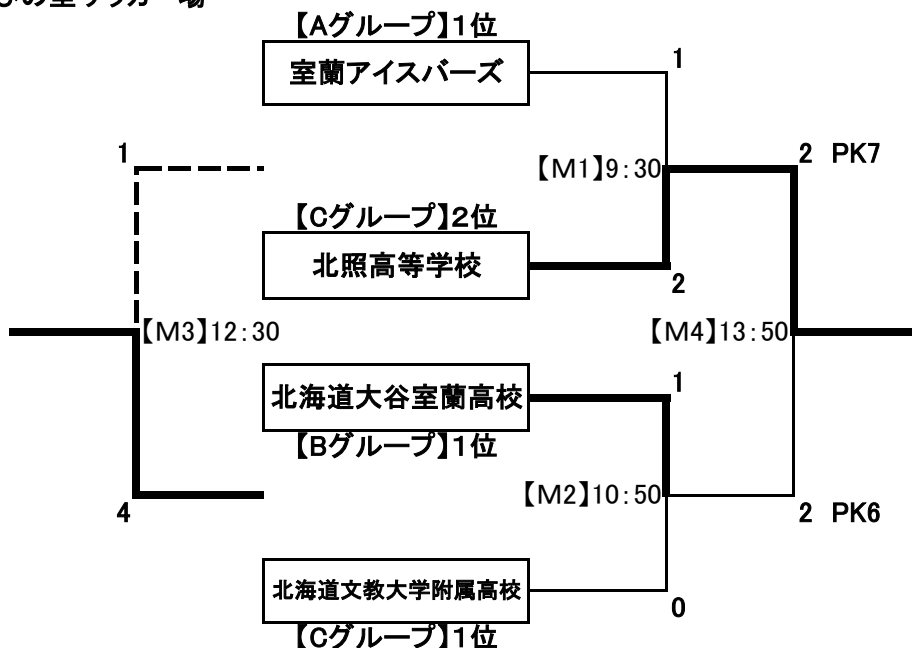 【Aグループ】1位
室蘭アイスバーズ
1
1
【M1】9:30
2 PK7
【Cグループ】2位
北照高等学校
2
【M3】12:30
【M4】13:50
北海道大谷室蘭高校
1
【Bグループ】1位
【M2】10:50
4
2 PK6
北海道文教大学附属高校
0
【Cグループ】1位